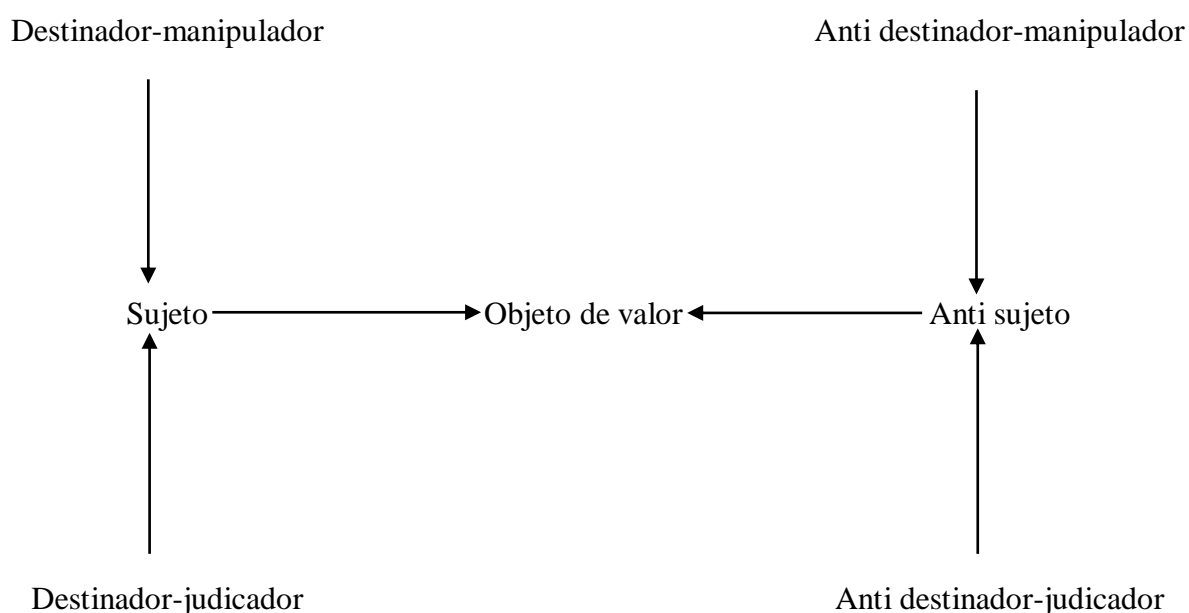 Destinador-manipulador Anti destinador-manipulador
Sujeto Objeto de valor Anti sujeto
Destinador-judicador Anti destinador-judicador